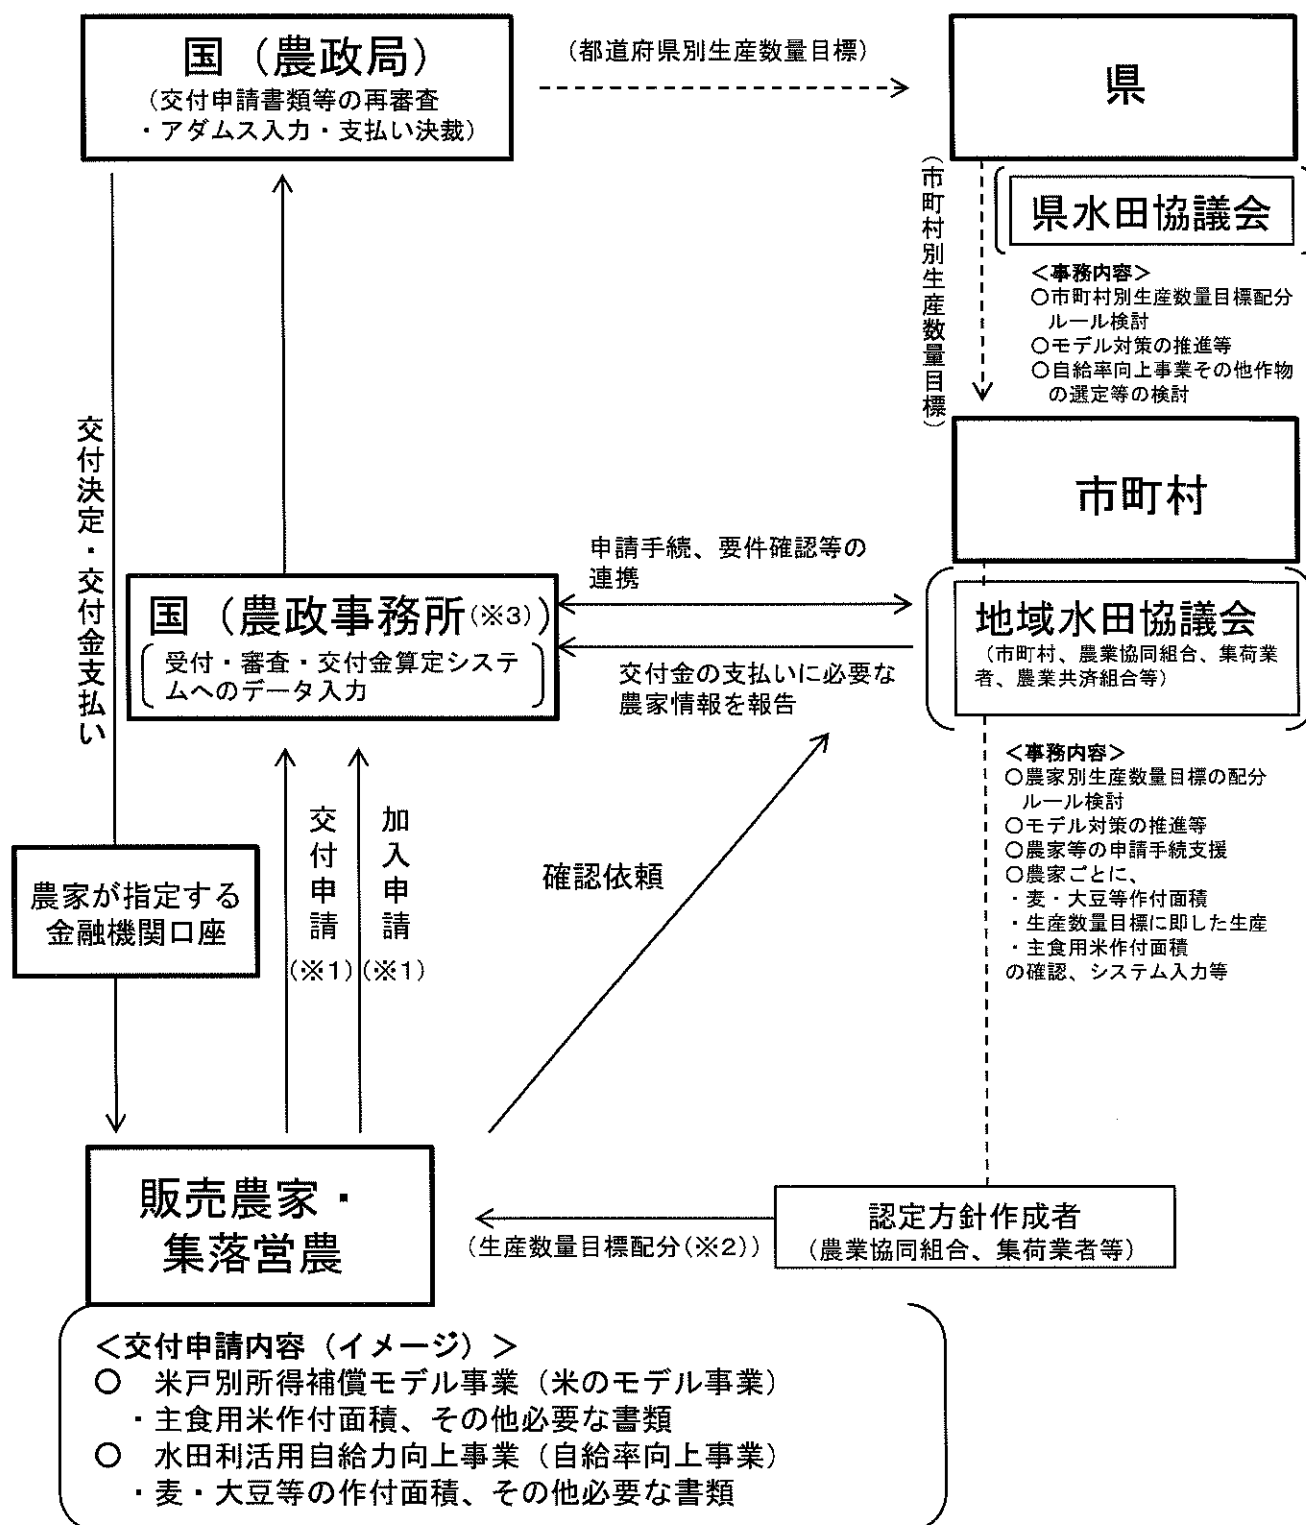 国（農政局）
（交付申請書類等の再審査
・アダムス入力・支払い決裁）
（都道府県別生産数量目標）
県
（市町村別生産数量目標）
県水田協議会
＜事務内容＞
○市町村別生産数量目標配分
ルール検討
○モデル対策の推進等
○自給率向上事業その他作物
の選定等の検討
市町村
交付決定・交付金支払い
申請手続、要件確認等の
連携
国（農政事務所(※3)）
受付・審査・交付金算定システ
ムへのデータ入力
交付金の支払いに必要な
農家情報を報告
地域水田協議会
（市町村、農業協同組合、集荷業
者、農業共済組合等）
＜事務内容＞
○農家別生産数量目標の配分
ルール検討
○モデル対策の推進等
○農家等の申請手続支援
○農家ごとに、
・麦・大豆等作付面積
・生産数量目標に即した生産
・主食用米作付面積
の確認、システム入力等
農家が指定する
金融機関口座
交付申請(※1)
加入申請(※1)
確認依頼
販売農家・
集落営農
（生産数量目標配分(※2)）
認定方針作成者
（農業協同組合、集荷業者等）
＜交付申請内容（イメージ）＞
○　米戸別所得補償モデル事業（米のモデル事業）
・主食用米作付面積、その他必要な書類
○　水田利活用自給力向上事業（自給率向上事業）
・麦・大豆等の作付面積、その他必要な書類